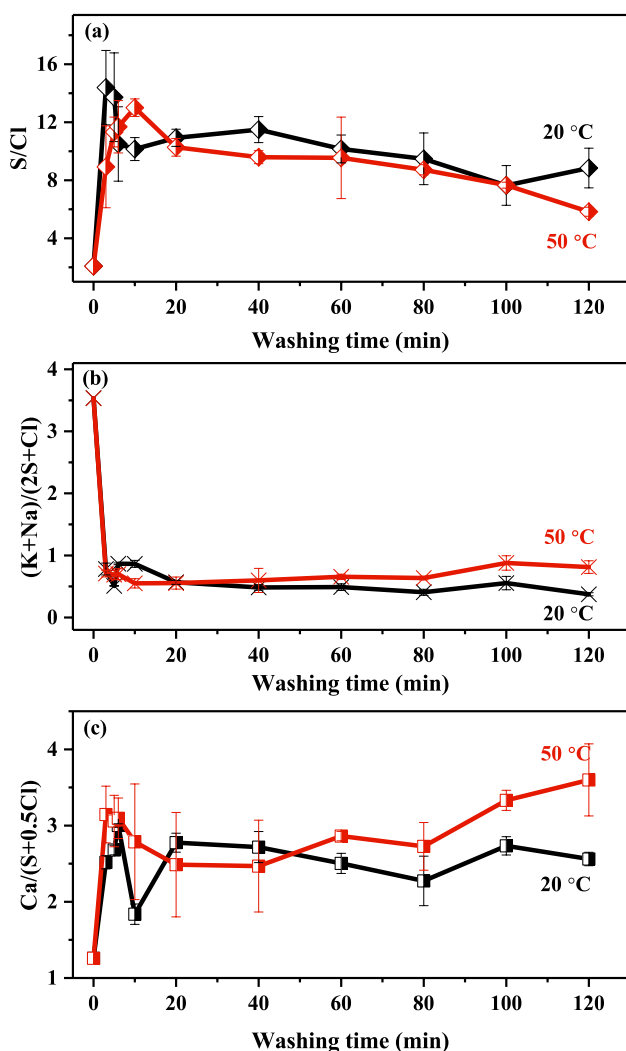 (a)
16
12
8
4
S/Cl
20 °C
50 °C
0 20 40 60 80 100 120
Washing time (min)
(b)
4
3
2
1
0
(K+Na)/(2S+Cl)
50 °C
20 °C
0 20 40 60 80 100 120
Washing time (min)
(c)
4
3
2
1
Ca/(S+0.5Cl)
50 °C
20 °C
0 20 40 60 80 100 120
Washing time (min)